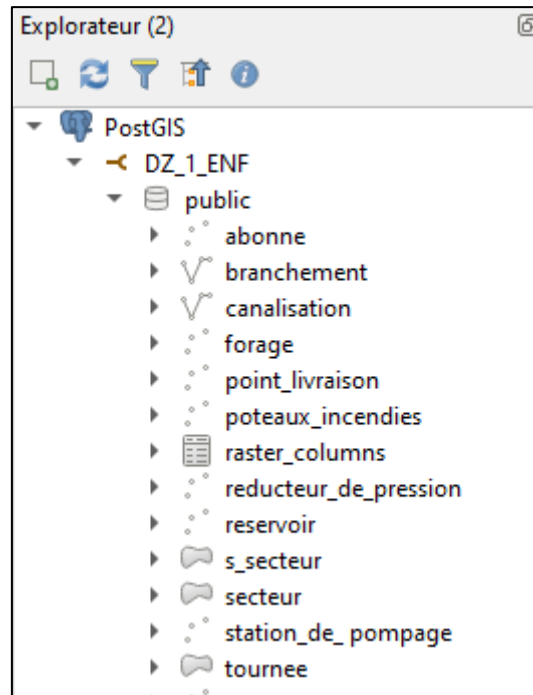 Explorateur (2)
PostGIS
DZ_1_ENF
public
abonne
branchement
canalisation
forage
point_livraison
poteaux_incendies
raster_columns
reducteur_de_pression
reservoir
s_secteur
secteur
station_de_ pompage
tournee